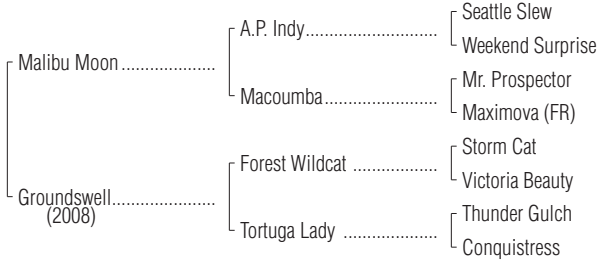 Seattle Slew
A.P. Indy
Weekend Surprise
Malibu Moon
Mr. Prospector
Macoumba
Maximova (FR)
Storm Cat
Forest Wildcat
Victoria Beauty
Groundswell
(2008)
Thunder Gulch
Tortuga Lady
Conquistress